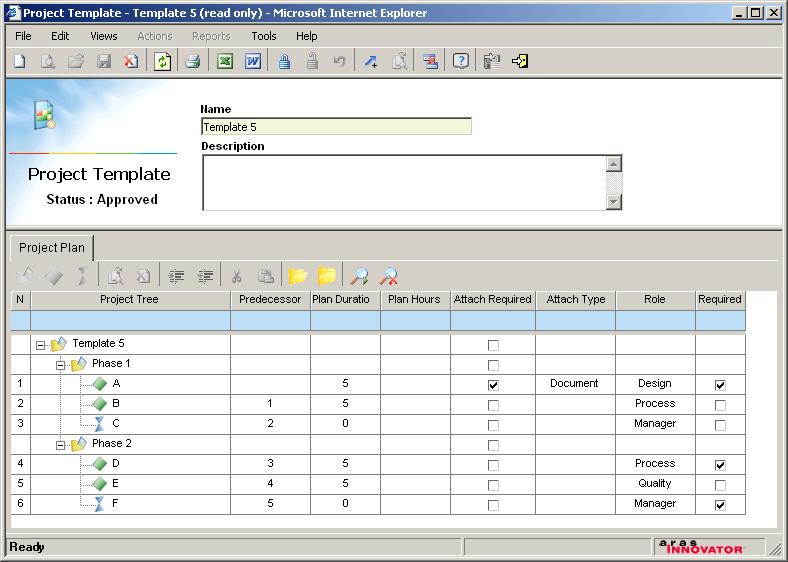 Project Template - Template 5 (read only) - Microsoft Internet Explorer
File Edit Views Actions Reports Tools Help
Name
Template 5
Description
Project Template
Status : Approved
Project Plan
N Project Tree Predecessor Plan Duratio Plan Hours Attach Required Attach Type Role Required
Template 5
Phase 1
1 A 5 Document Design
2 B 1 5 Process
3 C 2 0 Manager
Phase 2
4 D 3 5 Process
5 E 4 5 Quality
6 F 5 0 Manager
Ready
aras
INNOVATOR